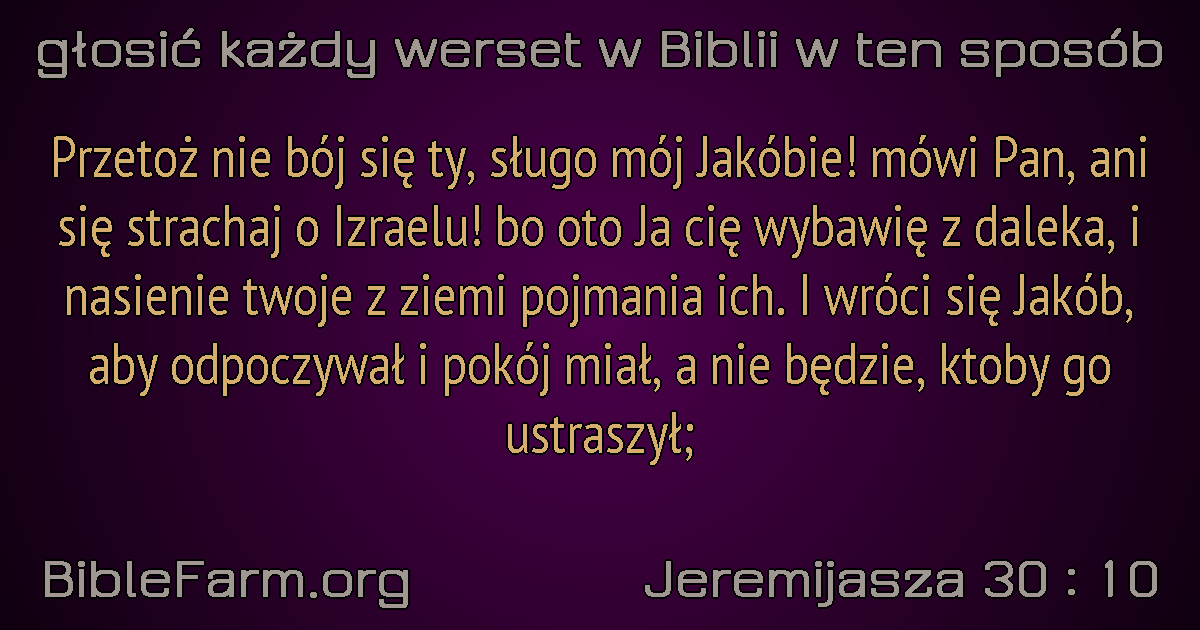 głosić każdy werset w Biblii w ten sposób
Przetoż nie bój się ty, sługo mój Jakóbie! mówi Pan, ani
się strachaj o Izraelu! bo oto Ja cię wybawię z daleka, i
nasienie twoje z ziemi pojmania ich. I wróci się Jakób,
aby odpoczywał i pokój miał, a nie będzie, ktoby go
ustraszył;
BibleFarm.org
Jeremijasza 30 : 10